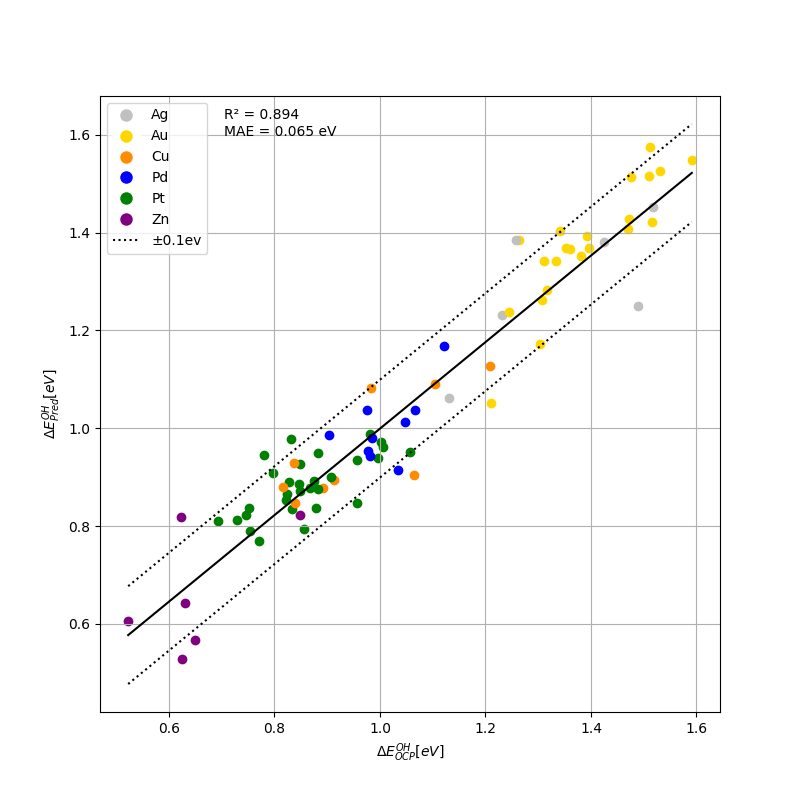 Ag
Au
Cu
Pd
Pt
Zn
±0.1ev
R² = 0.894
MAE = 0.065 eV
1.6
1.4
1.2
1.0
0.8
0.6
ΔE^{OH}_{Pred}[eV]
0.6 0.8 1.0 1.2 1.4 1.6
ΔE^{OH}_{OCP}[eV]